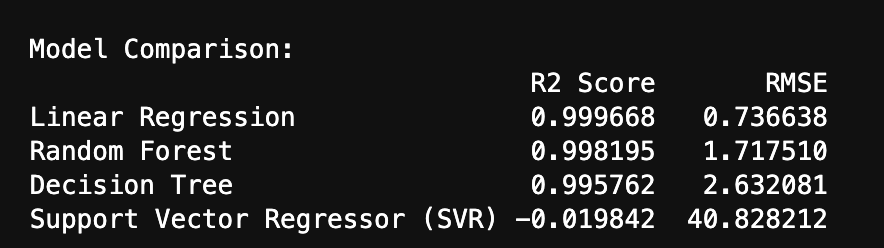 Model Comparison:
R2 Score RMSE
Linear Regression 0.999668 0.736638
Random Forest 0.998195 1.717510
Decision Tree 0.995762 2.632081
Support Vector Regressor (SVR) -0.019842 40.828212